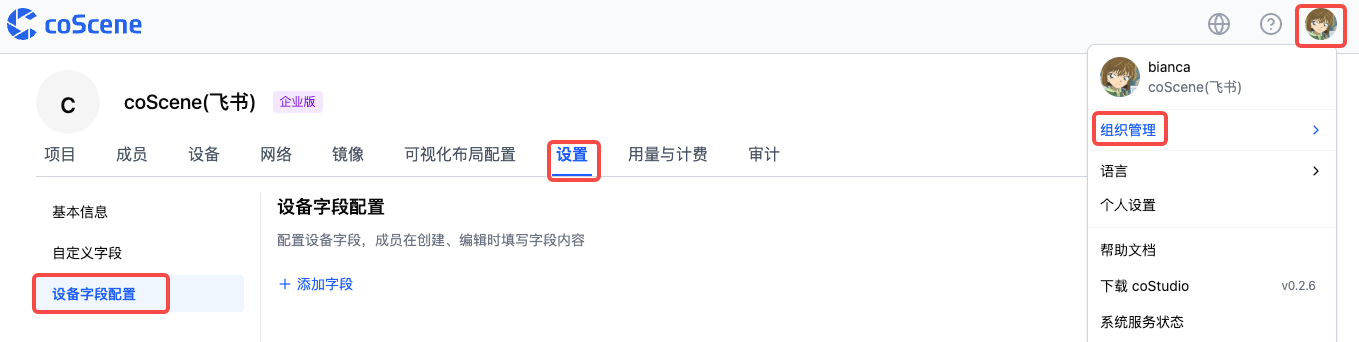 coScene
C
coScene(飞书) 企业版
项目 成员 设备 网络 镜像 可视化布局配置 设置 用量与计费 审计
基本信息
自定义字段
设备字段配置
设备字段配置
配置设备字段，成员在创建、编辑时填写字段内容
+ 添加字段
bianca
coScene(飞书)
组织管理
语言
个人设置
帮助文档
下载 coStudio v0.2.6
系统服务状态